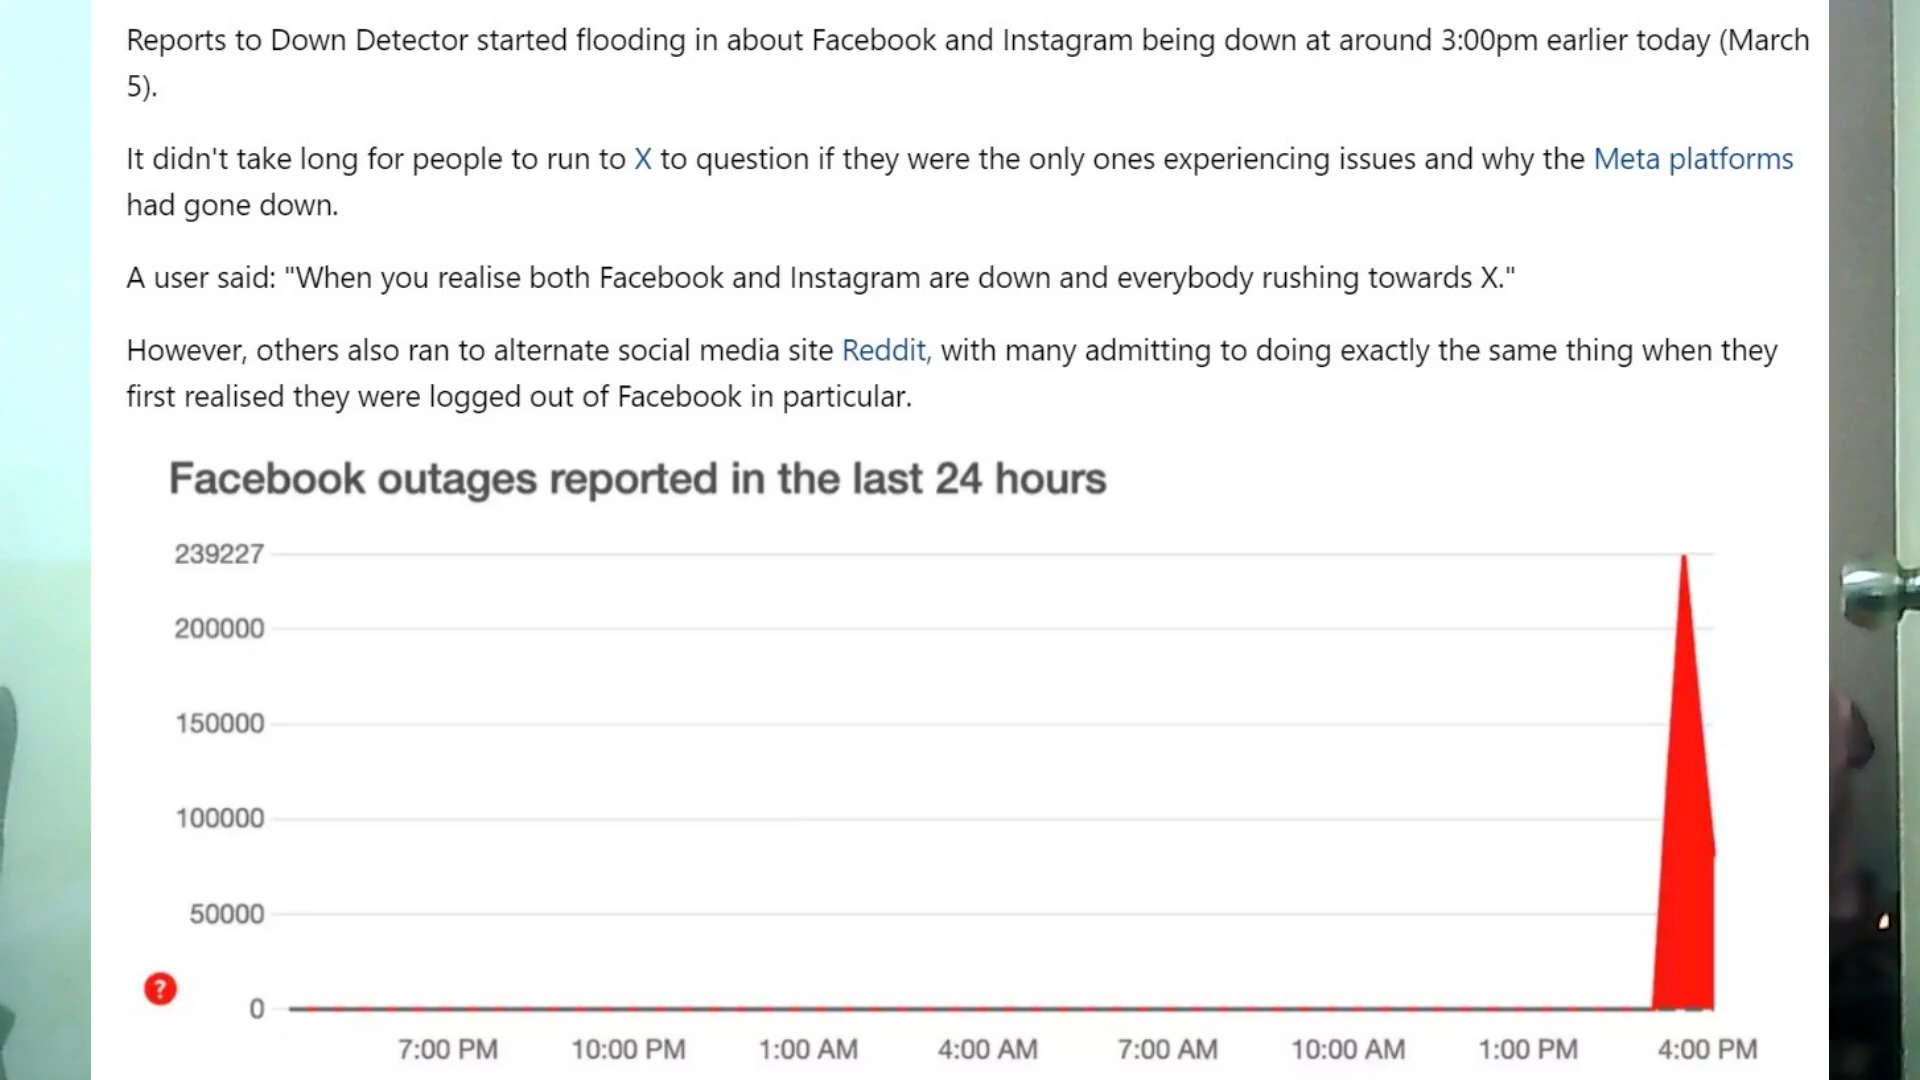 Reports to Down Detector started flooding in about Facebook and Instagram being down at around 3:00pm earlier today (March
5).
It didn't take long for people to run to X to question if they were the only ones experiencing issues and why the Meta platforms
had gone down.
A user said: "When you realise both Facebook and Instagram are down and everybody rushing towards X."
However, others also ran to alternate social media site Reddit, with many admitting to doing exactly the same thing when they
first realised they were logged out of Facebook in particular.
Facebook outages reported in the last 24 hours
239227
200000
150000
100000
50000
?
0
7:00 PM 10:00 PM 1:00 AM 4:00 AM 7:00 AM 10:00 AM 1:00 PM 4:00 PM